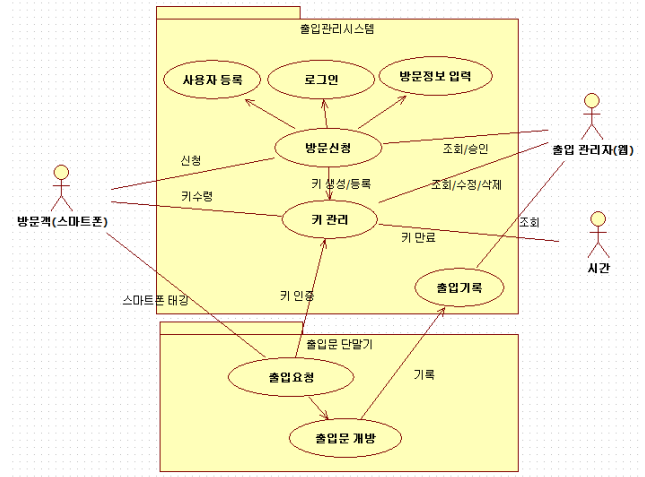 출입관리시스템
사용자 등록
로그인
방문정보 입력
방문신청
조회/승인
출입 관리자(웹)
신청
키 생성/등록
조회/수정/삭제
키수령
방문객(스마트폰)
키 관리
조회
키 만료
시간
출입기록
스마트폰 태깅
키 인증
출입문 단말기
출입요청
기록
출입문 개방